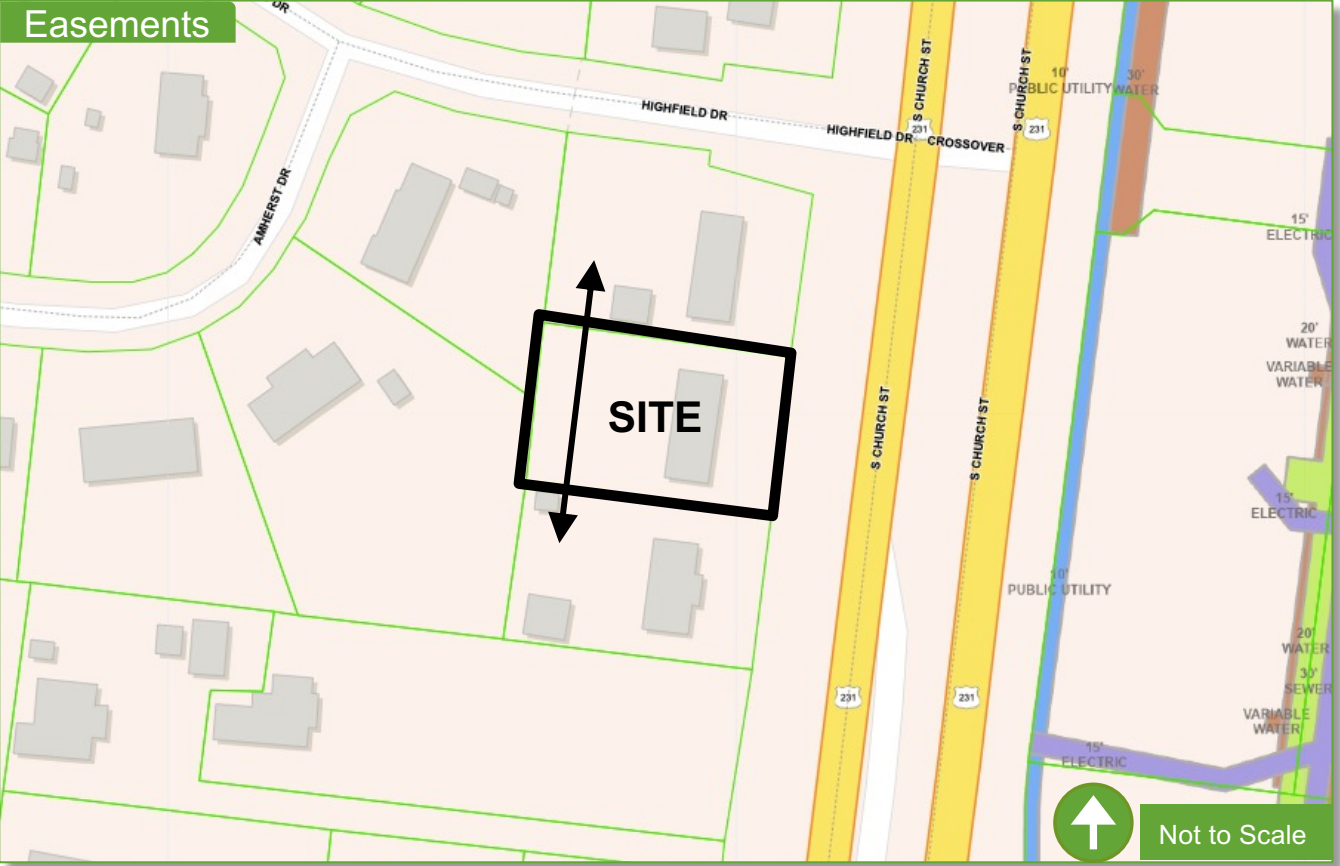 Easements
DR
HIGHFIELD DR
HIGHFIELD DR CROSSOVER
S CHURCH ST
S CHURCH ST
231
231
10'
PUBLIC UTILITY
30'
WATER
AMHERST DR
15'
ELECTRIC
20'
WATER
VARIABLE
WATER
SITE
S CHURCH ST
S CHURCH ST
15'
ELECTRIC
10'
PUBLIC UTILITY
20'
WATER
30'
SEWER
VARIABLE
WATER
231
231
15'
ELECTRIC
Not to Scale